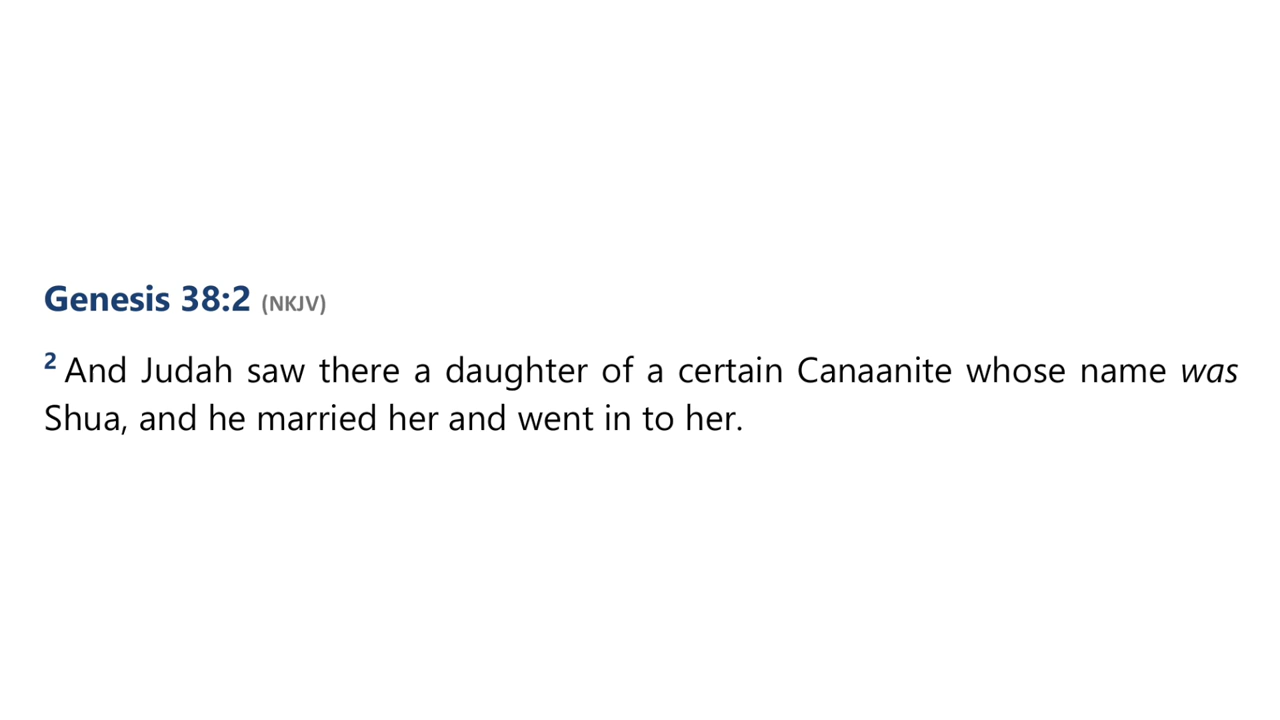 Genesis 38:2 (NKJV)
2 And Judah saw there a daughter of a certain Canaanite whose name was
Shua, and he married her and went in to her.